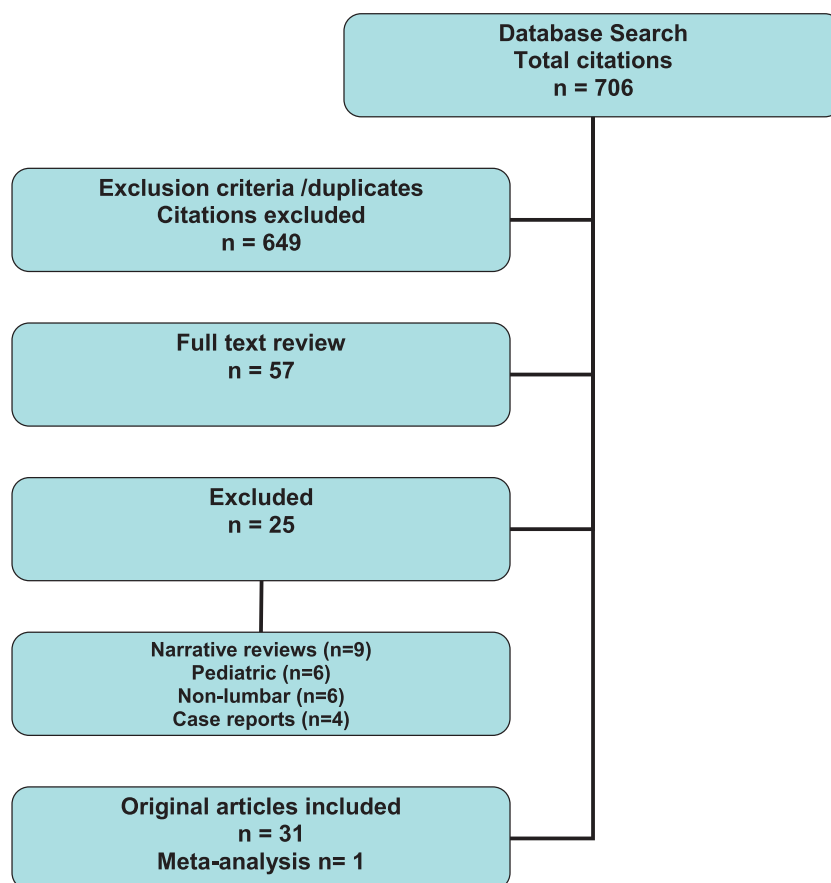 Database Search
Total citations
n = 706
Exclusion criteria /duplicates
Citations excluded
n = 649
Full text review
n = 57
Excluded
n = 25
Narrative reviews (n=9)
Pediatric (n=6)
Non-lumbar (n=6)
Case reports (n=4)
Original articles included
n = 31
Meta-analysis n= 1